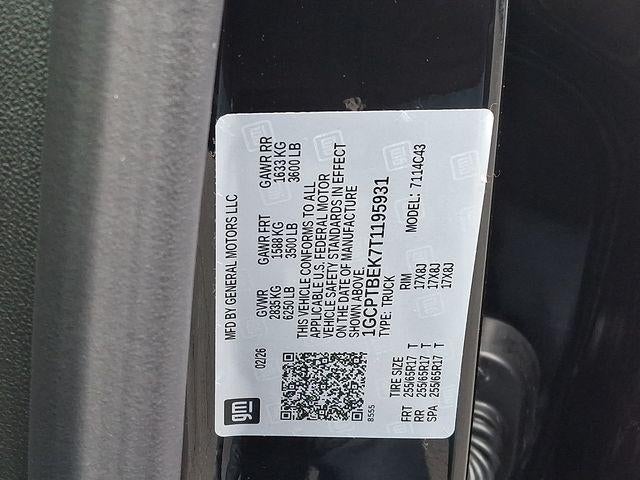 gm
MFD BY GENERAL MOTORS LLC
02/26
GVWR GAWR FRT GAWR RR
2835 KG 1588 KG 1633 KG
6250 LB 3500 LB 3600 LB
THIS VEHICLE CONFORMS TO ALL
APPLICABLE U.S. FEDERAL MOTOR
VEHICLE SAFETY STANDARDS IN EFFECT
ON THE DATE OF MANUFACTURE
SHOWN ABOVE.
1GCPTBEK7T1195931
8555
TYPE: TRUCK MODEL: 7114C43
TIRE SIZE RIM
FRT 255/65R17 T 17X8J
RR 255/65R17 T 17X8J
SPA 255/65R17 T 17X8J